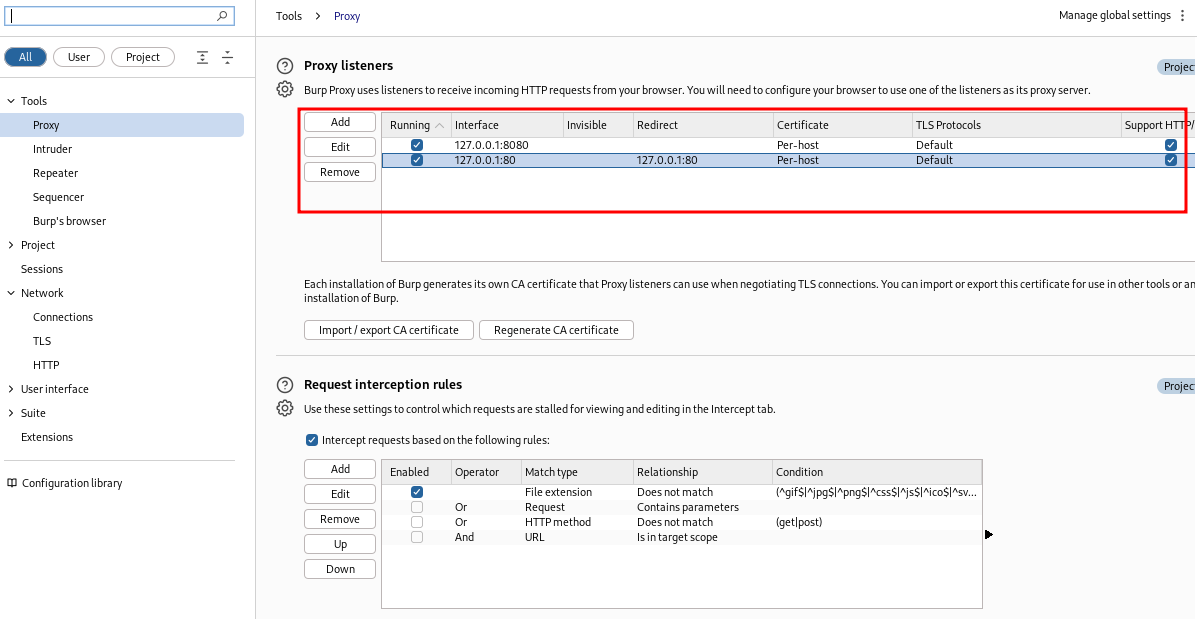 Tools > Proxy
Manage global settings
All User Project
Tools
Proxy
Intruder
Repeater
Sequencer
Burp's browser
Project
Sessions
Network
Connections
TLS
HTTP
User interface
Suite
Extensions
Configuration library
Proxy listeners
Project
Burp Proxy uses listeners to receive incoming HTTP requests from your browser. You will need to configure your browser to use one of the listeners as its proxy server.
Add
Edit
Remove
Running Interface Invisible Redirect Certificate TLS Protocols Support HTTP/
127.0.0.1:8080 Per-host Default
127.0.0.1:80 127.0.0.1:80 Per-host Default
Each installation of Burp generates its own CA certificate that Proxy listeners can use when negotiating TLS connections. You can import or export this certificate for use in other tools or an
installation of Burp.
Import / export CA certificate Regenerate CA certificate
Request interception rules
Project
Use these settings to control which requests are stalled for viewing and editing in the Intercept tab.
Intercept requests based on the following rules:
Add
Edit
Remove
Up
Down
Enabled Operator Match type Relationship Condition
File extension Does not match (^gif$|^jpg$|^png$|^css$|^js$|^ico$|^sv...
Or Request Contains parameters
Or HTTP method Does not match (get|post)
And URL Is in target scope